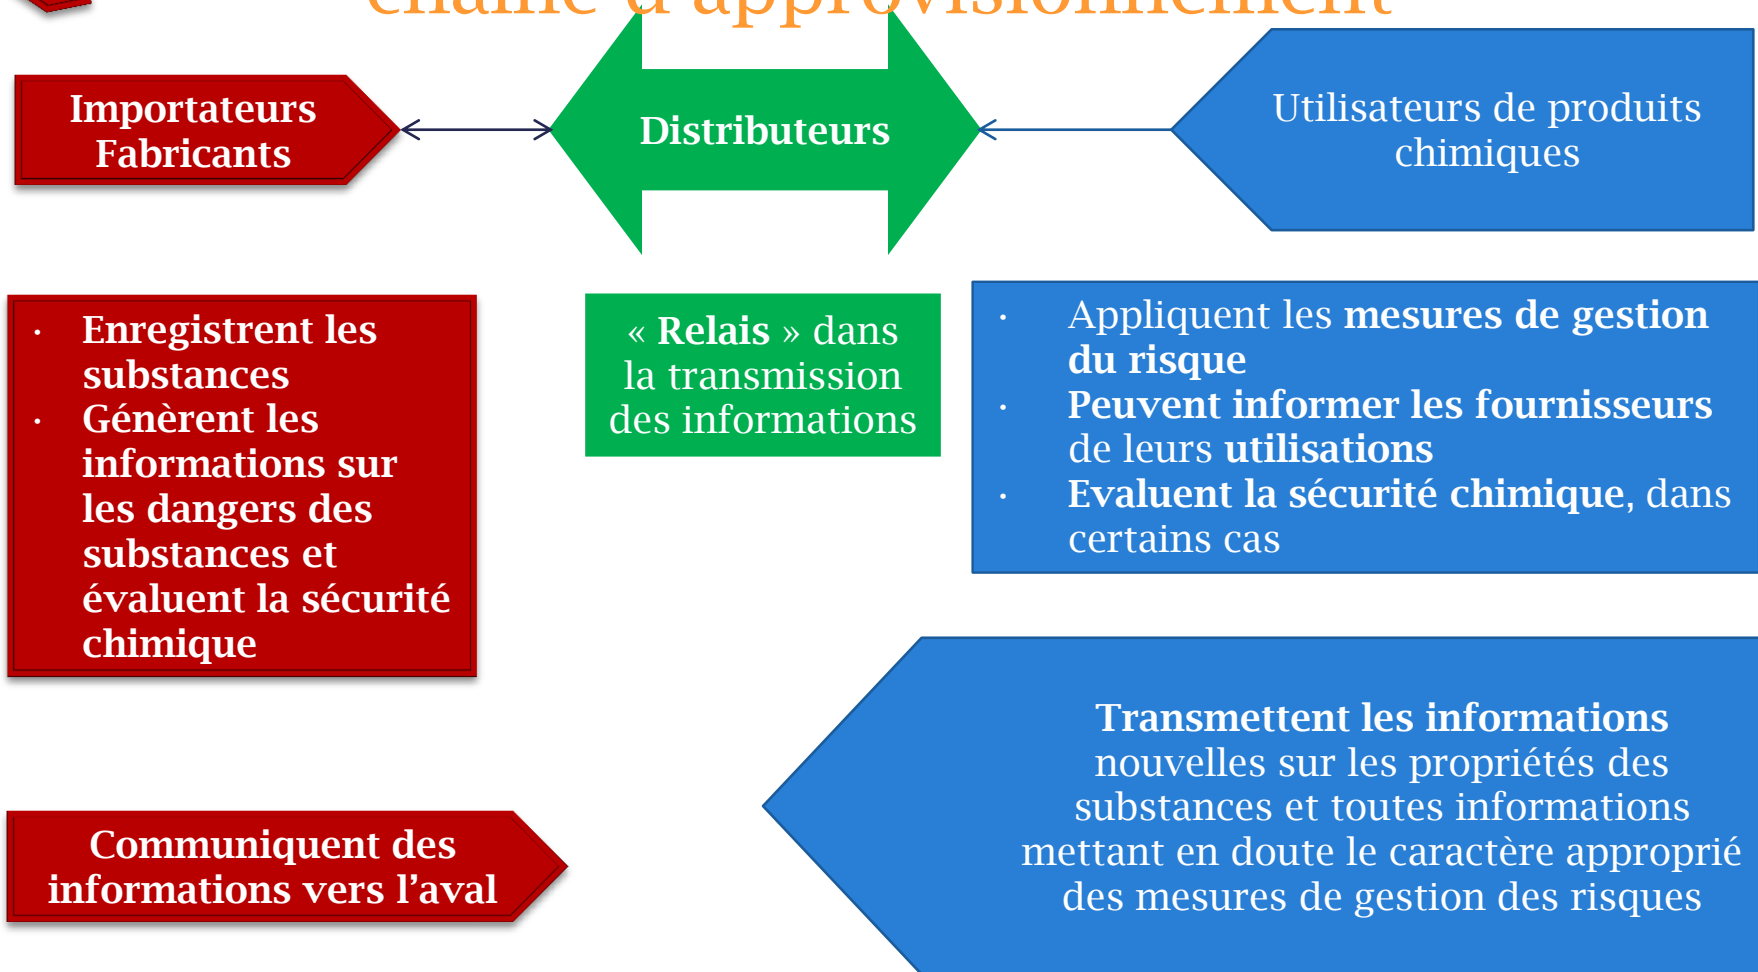 chaîne d'approvisionnement
Importateurs
Fabricants
Distributeurs
Utilisateurs de produits
chimiques
· Enregistrent les
substances
· Génèrent les
informations sur
les dangers des
substances et
évaluent la sécurité
chimique
« Relais » dans
la transmission
des informations
· Appliquent les mesures de gestion
du risque
· Peuvent informer les fournisseurs
de leurs utilisations
· Evaluent la sécurité chimique, dans
certains cas
Transmettent les informations
nouvelles sur les propriétés des
substances et toutes informations
mettant en doute le caractère approprié
des mesures de gestion des risques
Communiquent des
informations vers l’aval